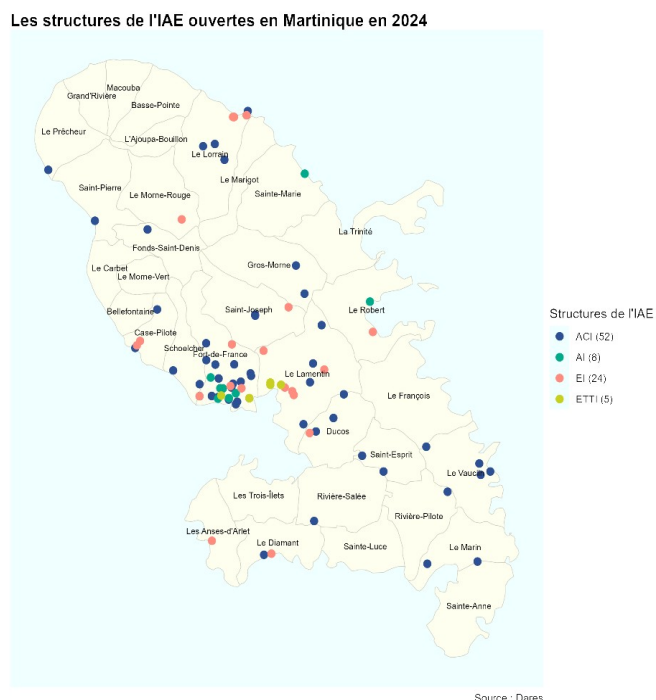 Les structures de l'IAE ouvertes en Martinique en 2024
Macouba
Grand'Rivière
Basse-Pointe
Le Prêcheur
L'Ajoupa-Bouillon
Le Lorrain
Le Marigot
Saint-Pierre
Le Morne-Rouge
Sainte-Marie
La Trinité
Fonds-Saint-Denis
Gros-Morne
Le Carbet
Le Morne-Vert
Bellefontaine
Saint-Joseph
Le Robert
Case-Pilote
Schoelcher
Fort-de-France
Le Lamentin
Le François
Ducos
Saint-Esprit
Le Vauclin
Les Trois-Îlets
Rivière-Salée
Rivière-Pilote
Les Anses-d'Arlet
Le Diamant
Sainte-Luce
Le Marin
Sainte-Anne
Structures de l'IAE
ACI (52)
AI (8)
EI (24)
ETTI (5)
Source : Dares